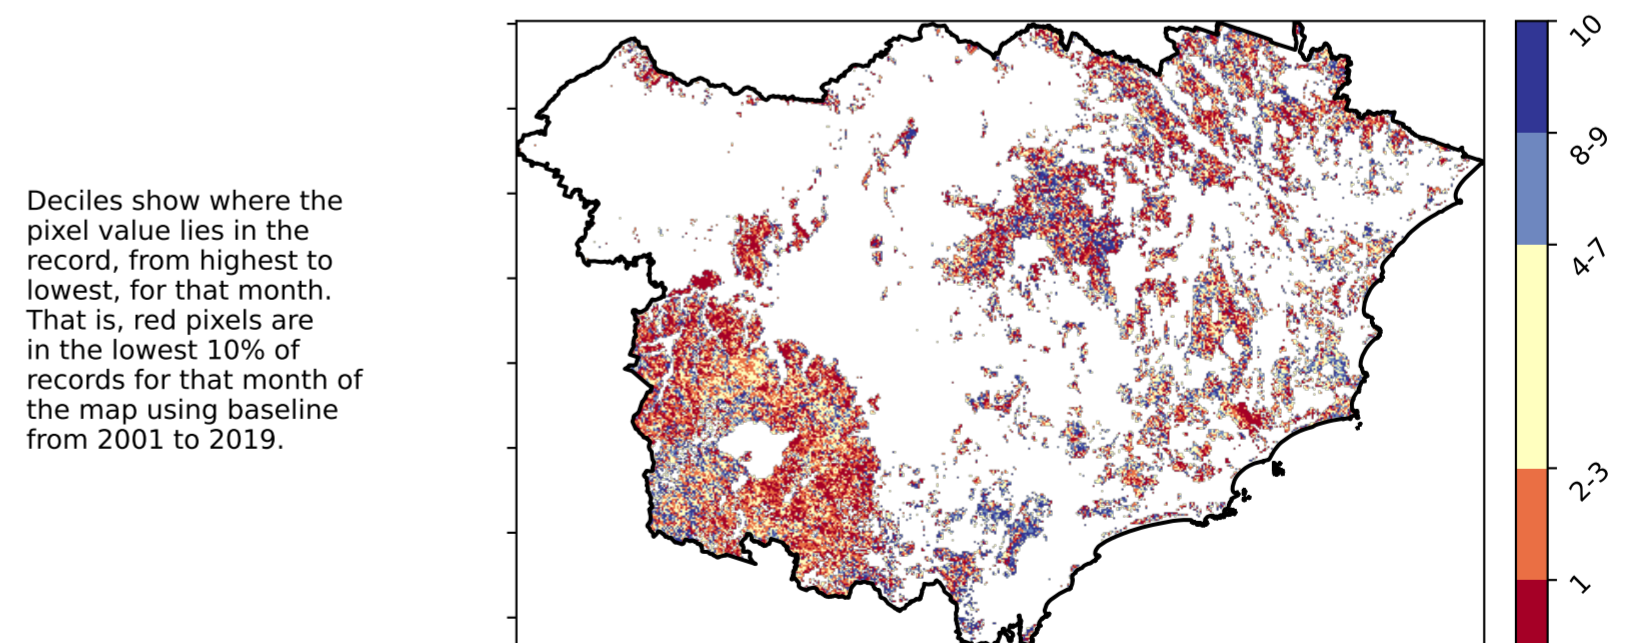 Deciles show where the
pixel value lies in the
record, from highest to
lowest, for that month.
That is, red pixels are
in the lowest 10% of
records for that month of
the map using baseline
from 2001 to 2019.
10
8-9
4-7
2-3
1